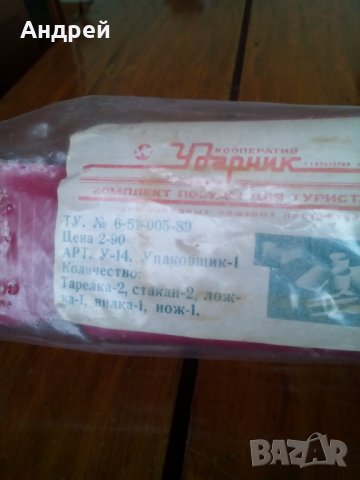 Андрей
КООПЕРАТИВ
Ударник
КОМПЛЕКТ ПОСУДЫ ДЛЯ ТУРИСТ
ТУ. № 6-51-005-89
Цена 2-90
АРТ. У-14. Упаковщик-1
Количество:
Тарелка-2, стакан-2, лож-
ка-1, вилка-1, нож-1.
BAZAR